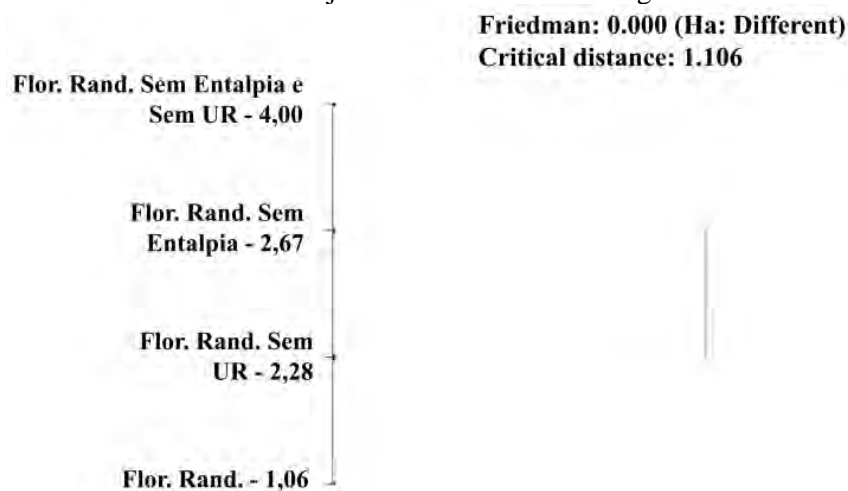 Friedman: 0.000 (Ha: Different)
Critical distance: 1.106
Flor. Rand. Sem Entalpia e
Sem UR - 4,00
Flor. Rand. Sem
Entalpia - 2,67
Flor. Rand. Sem
UR - 2,28
Flor. Rand. - 1,06